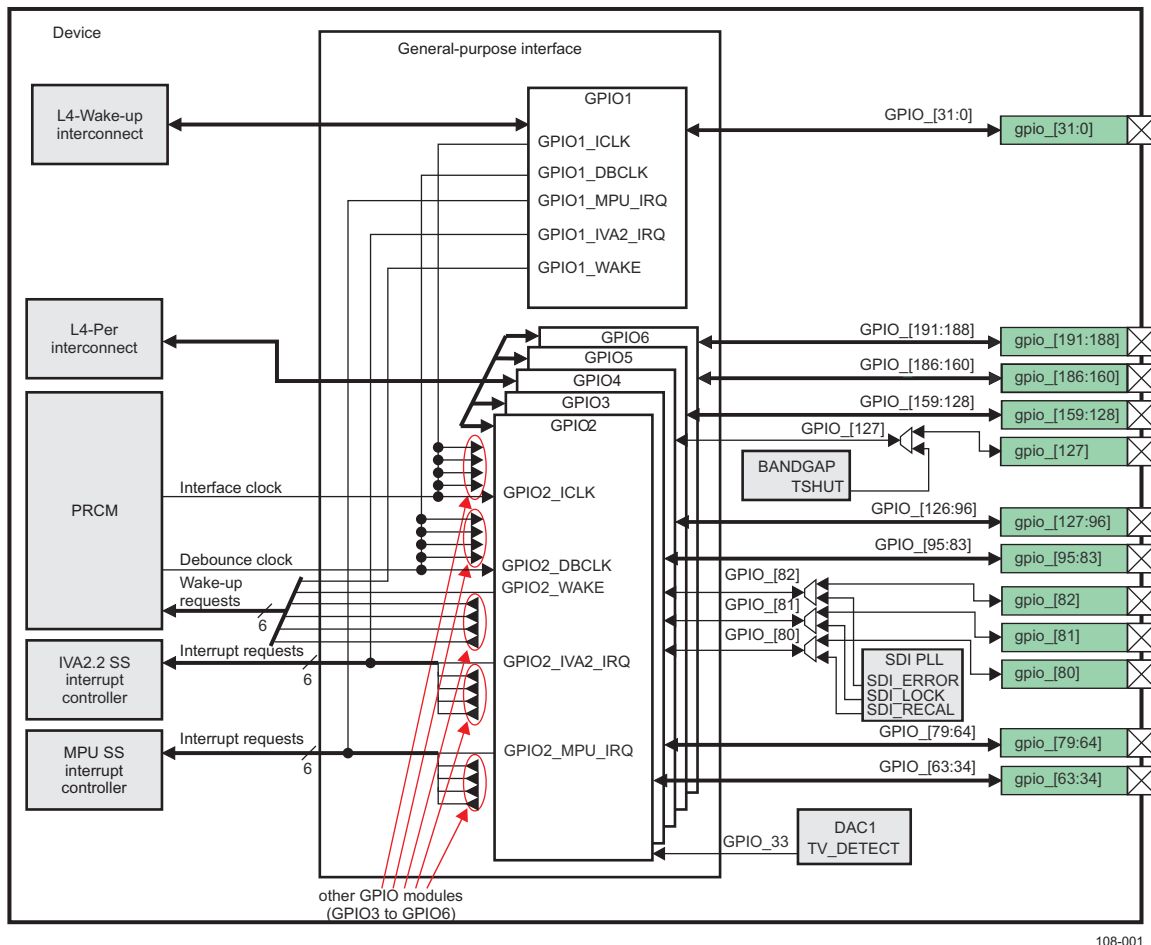 Device
General-purpose interface
L4-Wake-up
interconnect
GPIO1
GPIO1_ICLK
GPIO1_DBCLK
GPIO1_MPU_IRQ
GPIO1_IVA2_IRQ
GPIO1_WAKE
GPIO_[31:0]
gpio_[31:0]
L4-Per
interconnect
GPIO6
GPIO5
GPIO4
GPIO3
GPIO2
GPIO_[191:188]
gpio_[191:188]
GPIO_[186:160]
gpio_[186:160]
GPIO_[159:128]
gpio_[159:128]
GPIO_[127]
gpio_[127]
BANDGAP
TSHUT
PRCM
Interface clock
GPIO2_ICLK
GPIO_[126:96]
gpio_[127:96]
GPIO_[95:83]
gpio_[95:83]
Debounce clock
GPIO2_DBCLK
Wake-up
requests
6
GPIO2_WAKE
GPIO_[82]
gpio_[82]
GPIO_[81]
gpio_[81]
GPIO_[80]
gpio_[80]
SDI PLL
SDI_ERROR
SDI_LOCK
SDI_RECAL
IVA2.2 SS
interrupt
controller
Interrupt requests
6
GPIO2_IVA2_IRQ
MPU SS
interrupt
controller
Interrupt requests
6
GPIO2_MPU_IRQ
GPIO_[79:64]
gpio_[79:64]
GPIO_[63:34]
gpio_[63:34]
GPIO_33
DAC1
TV_DETECT
other GPIO modules
(GPIO3 to GPIO6)
108-001